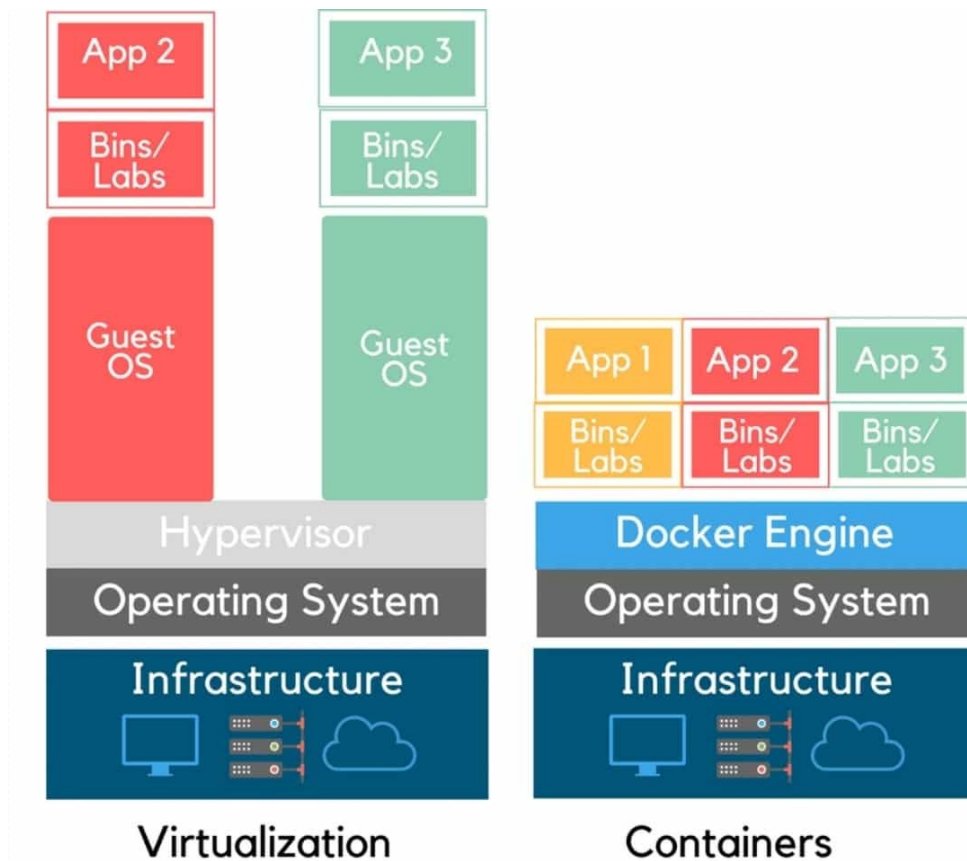 App 2
Bins/
Labs
Guest
OS
App 3
Bins/
Labs
Guest
OS
Hypervisor
Operating System
Infrastructure
Virtualization
App 1
Bins/
Labs
App 2
Bins/
Labs
App 3
Bins/
Labs
Docker Engine
Operating System
Infrastructure
Containers